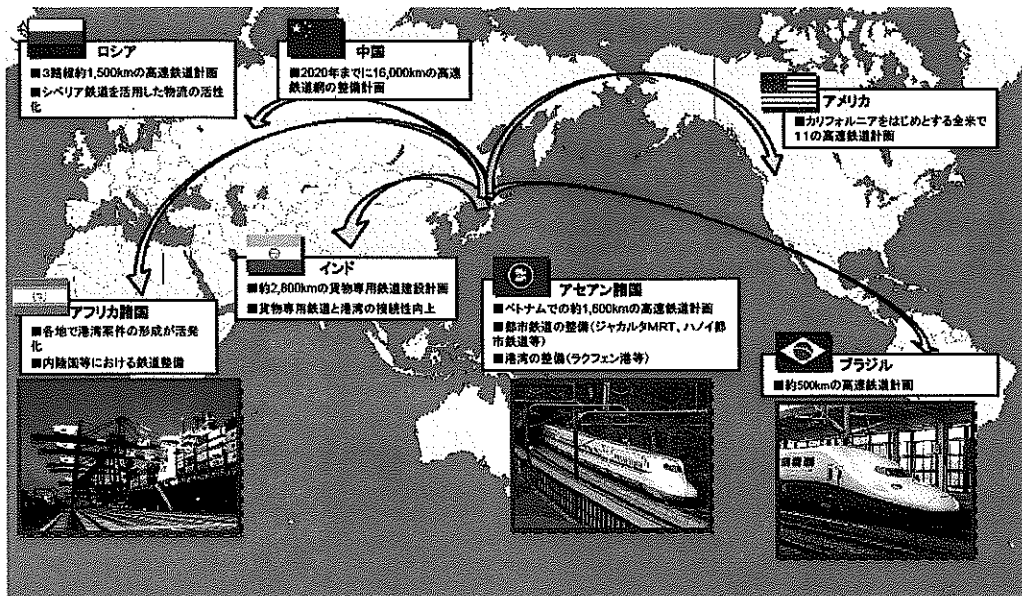 ロシア
■3路線約1,500kmの高速鉄道計画
■シベリア鉄道を活用した物流の活性
化
中国
■2020年までに16,000kmの高速
鉄道網の整備計画
アメリカ
■カリフォルニアをはじめとする全米で
11の高速鉄道計画
アフリカ諸国
■各地で港湾案件の形成が活発
化
■内陸国等における鉄道整備
インド
■約2,800kmの貨物専用鉄道建設計画
■貨物専用鉄道と港湾の接続性向上
アセアン諸国
■ベトナムでの約1,600kmの高速鉄道計画
■都市鉄道の整備(ジャカルタMRT、ハノイ都
市鉄道等)
■港湾の整備(ラクフェン港等)
ブラジル
■約500kmの高速鉄道計画